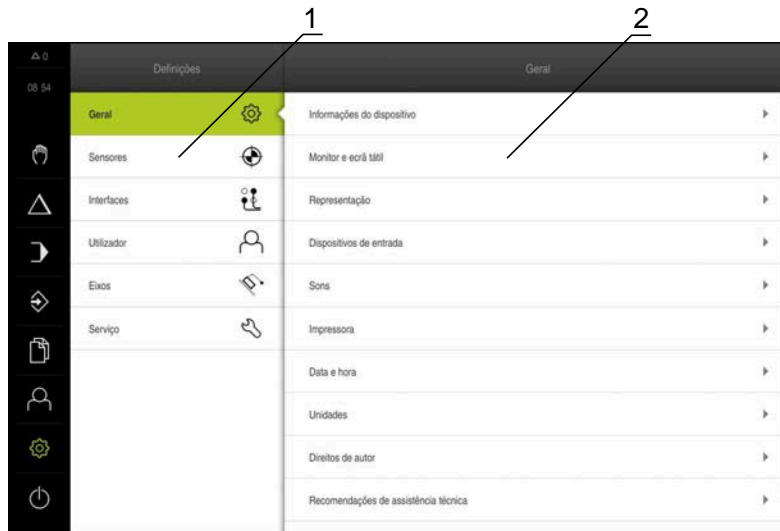 1
2
0
Definições
Geral
08 54
Geral
Informações do dispositivo
Sensores
Monitor e ecrã tátil
Interfaces
Representação
Utilizador
Dispositivos de entrada
Eixos
Sons
Serviço
Impressora
Data e hora
Unidades
Direitos de autor
Recomendações de assistência técnica